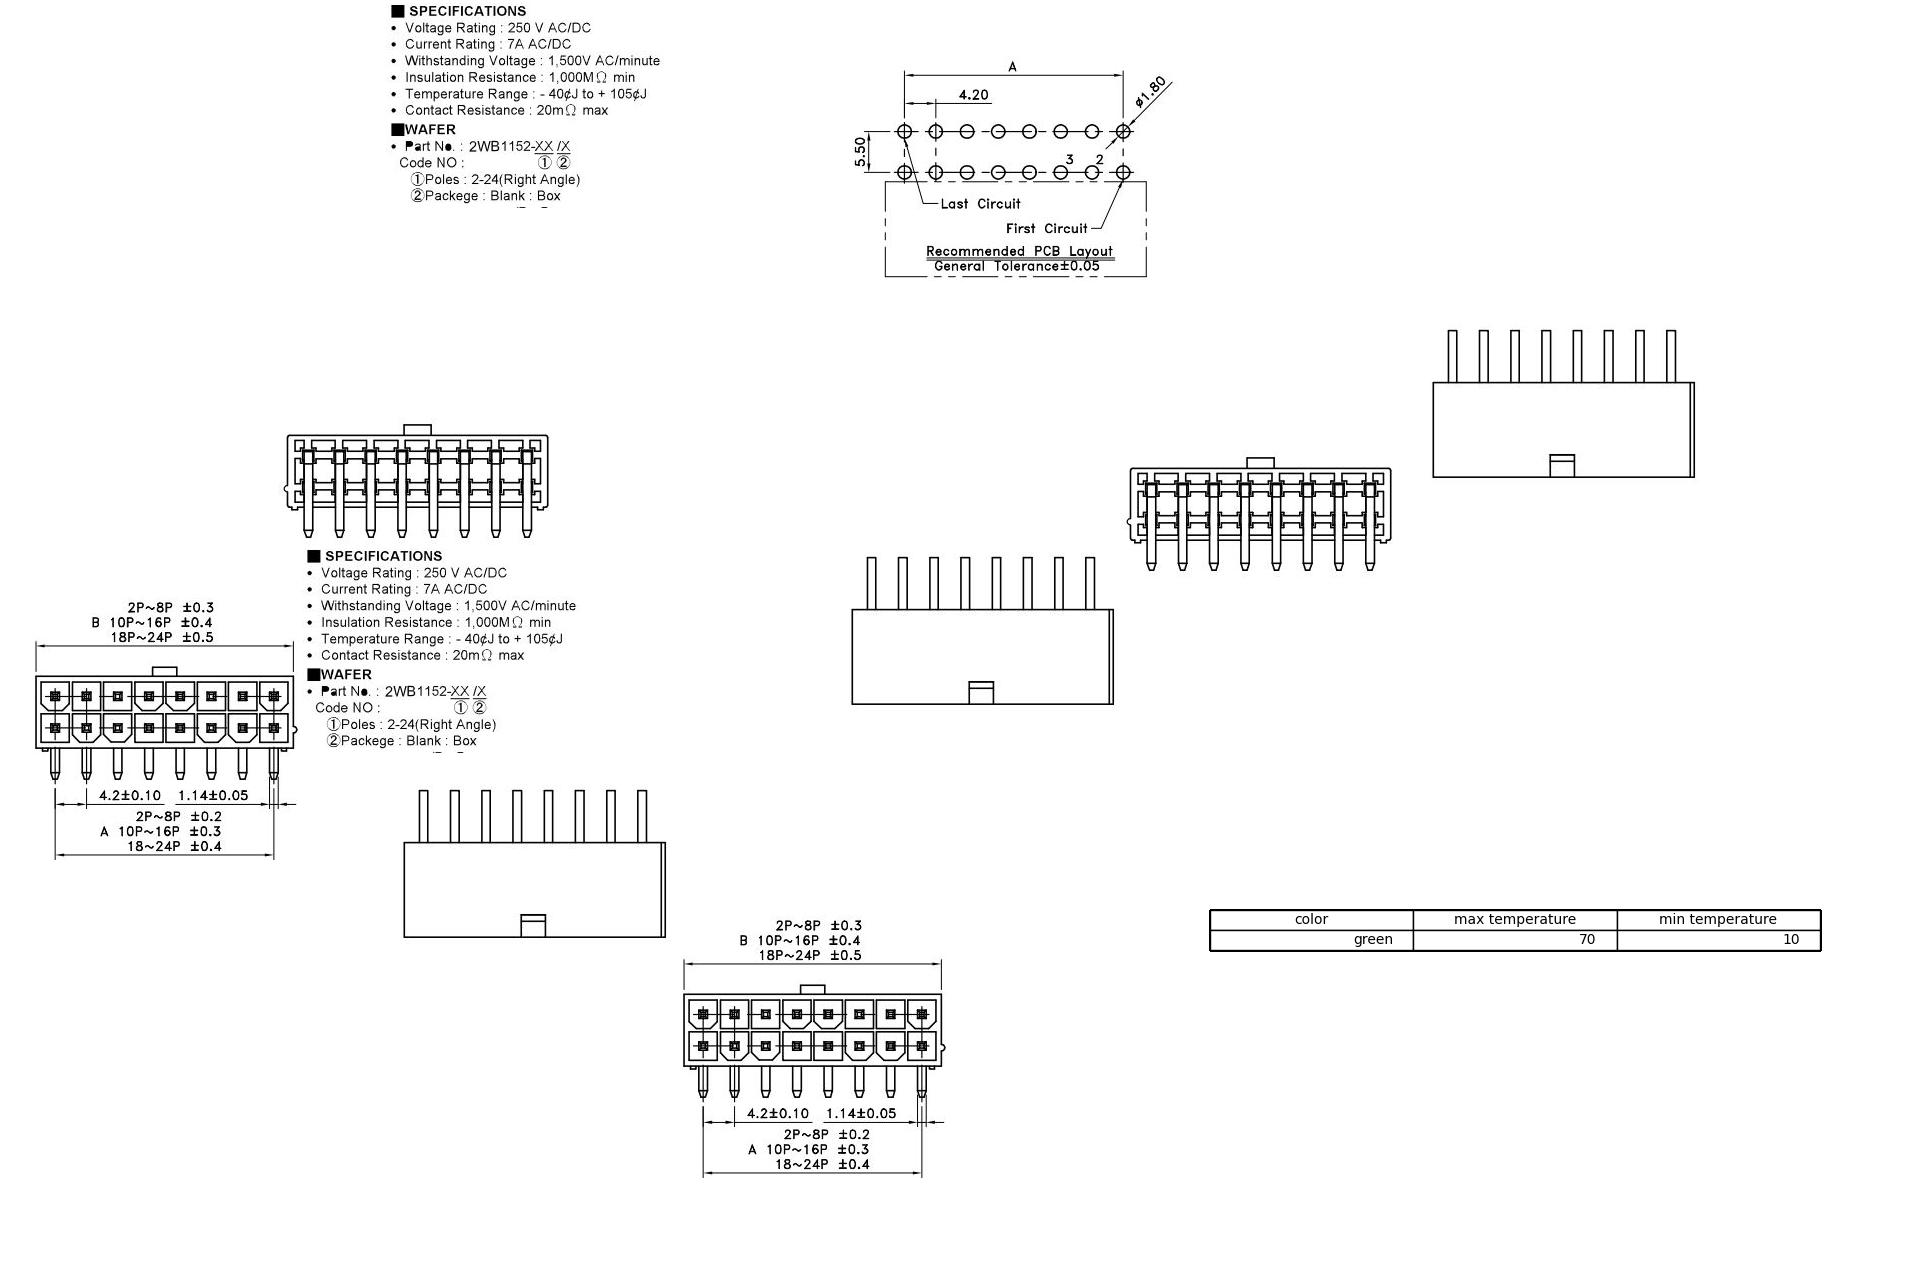 ■ SPECIFICATIONS
• Voltage Rating : 250 V AC/DC
• Current Rating : 7A AC/DC
• Withstanding Voltage : 1,500V AC/minute
• Insulation Resistance : 1,000MΩ min
• Temperature Range : - 40¢J to + 105¢J
• Contact Resistance : 20mΩ max
■WAFER
• Part No. : 2WB1152-XX /X
Code NO : ① ②
①Poles : 2-24(Right Angle)
②Packege : Blank : Box
A
4.20
ø1.80
5.50
3 2
Last Circuit
First Circuit
Recommended PCB Layout
General Tolerance±0.05
■ SPECIFICATIONS
• Voltage Rating : 250 V AC/DC
• Current Rating : 7A AC/DC
• Withstanding Voltage : 1,500V AC/minute
• Insulation Resistance : 1,000MΩ min
• Temperature Range : - 40¢J to + 105¢J
• Contact Resistance : 20mΩ max
■WAFER
• Part No. : 2WB1152-XX /X
Code NO : ① ②
①Poles : 2-24(Right Angle)
②Packege : Blank : Box
2P~8P ±0.3
B 10P~16P ±0.4
18P~24P ±0.5
4.2±0.10 1.14±0.05
2P~8P ±0.2
A 10P~16P ±0.3
18~24P ±0.4
2P~8P ±0.3
B 10P~16P ±0.4
18P~24P ±0.5
4.2±0.10 1.14±0.05
2P~8P ±0.2
A 10P~16P ±0.3
18~24P ±0.4
color max temperature min temperature
green 70 10